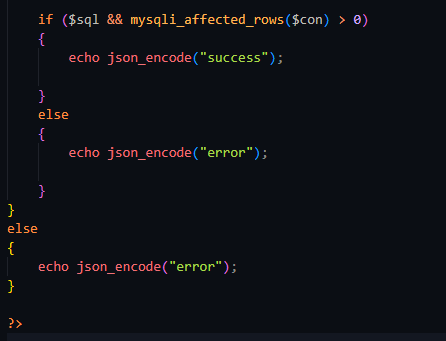 if ($sql && mysqli_affected_rows($con) > 0)
{
echo json_encode("success");
}
else
{
echo json_encode("error");
}
}
else
{
echo json_encode("error");
}
?>